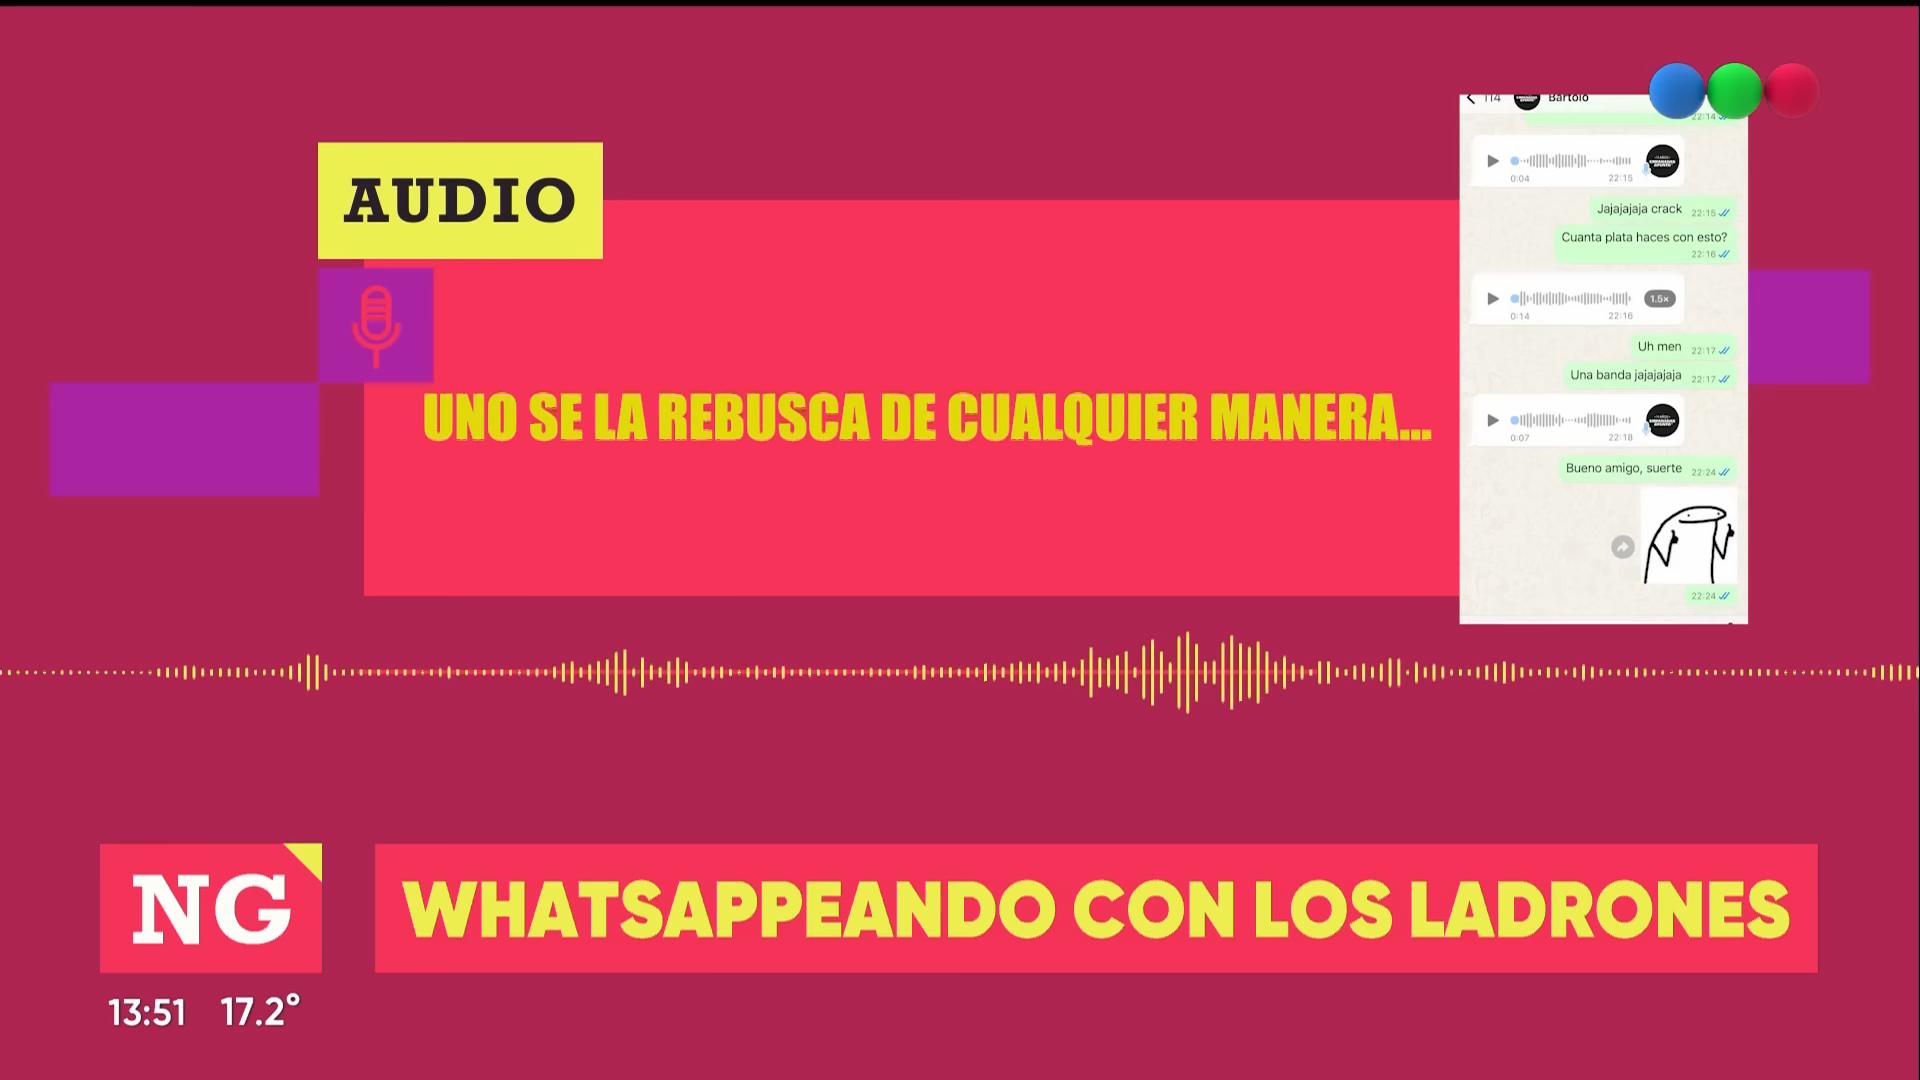 AUDIO
UNO SE LA REBUSCA DE CUALQUIER MANERA...
114 Bartolo
22:14
0:04 22:15
Jajajajaja crack 22:15
Cuanta plata haces con esto?
22:16
1.5×
0:14 22:16
Uh men 22:17
Una banda jajajajaja 22:17
0:07 22:18
Bueno amigo, suerte 22:24
22:24
NG
WHATSAPPEANDO CON LOS LADRONES
13:51 17.2°